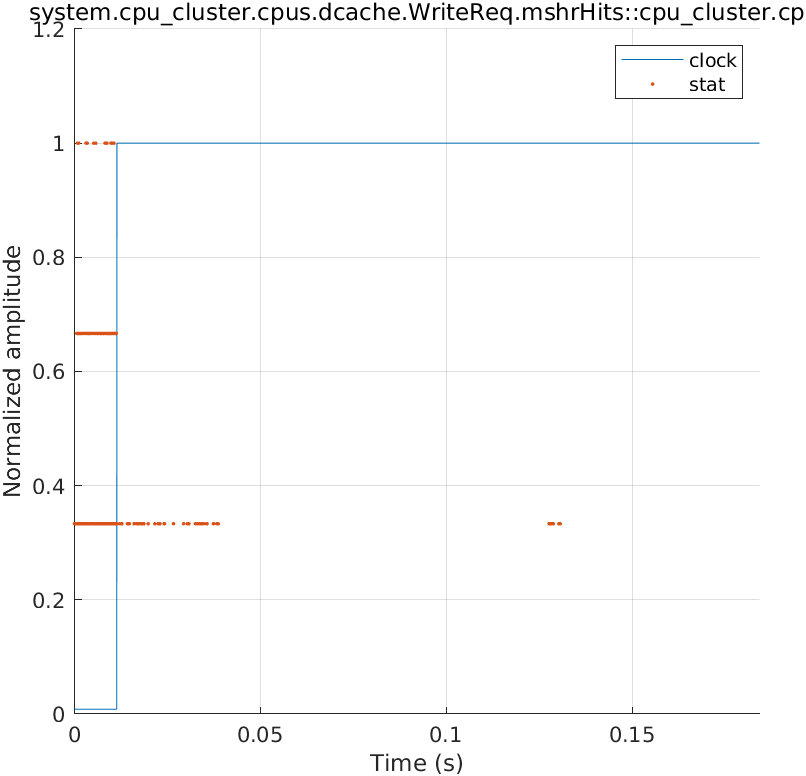 system.cpu_cluster.cpus.dcache.WriteReq.mshrHits::cpu_cluster.cp
1.2
clock
stat
1
0.8
0.6
0.4
0.2
0
Normalized amplitude
0
0.05
0.1
0.15
Time (s)